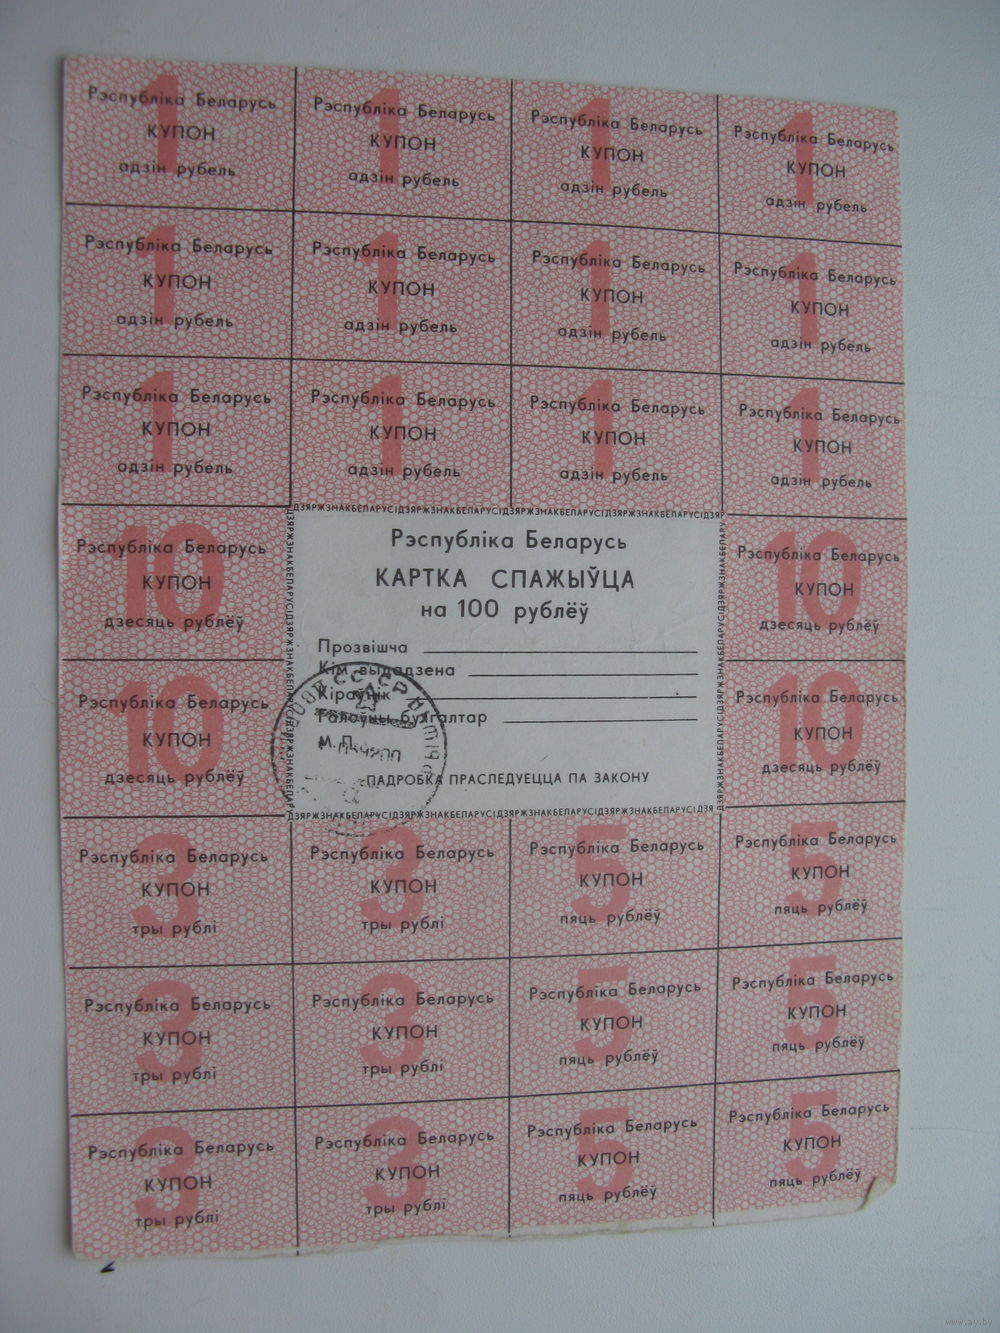 Рэспубліка Беларусь Рэспубліка Беларусь Рэспубліка Беларусь Рэспубліка Беларусь
1 1 1 1
КУПОН КУПОН КУПОН КУПОН
адзін рубель адзін рубель адзін рубель адзін рубель
Рэспубліка Беларусь Рэспубліка Беларусь Рэспубліка Беларусь Рэспубліка Беларусь
1 1 1 1
КУПОН КУПОН КУПОН КУПОН
адзін рубель адзін рубель адзін рубель адзін рубель
Рэспубліка Беларусь Рэспубліка Беларусь Рэспубліка Беларусь Рэспубліка Беларусь
1 1 1 1
КУПОН КУПОН КУПОН КУПОН
адзін рубель адзін рубель адзін рубель адзін рубель
Рэспубліка Беларусь
10
КУПОН
дзесяць рублёў
Рэспубліка Беларусь
10
КУПОН
дзесяць рублёў
ДЗЯРЖЗНАКБЕЛАРУСІДЗЯРЖЗНАКБЕЛАРУСІДЗЯРЖЗНАКБЕЛАРУСІДЗЯРЖЗНАКБЕЛАРУСІДЗЯР
Рэспубліка Беларусь
КАРТКА СПАЖЫЎЦА
на 100 рублёў
Прозвішча
Кім выдадзена
Кіраўнік
Галоўны бухгалтар
М.П.
ПАДРОБКА ПРАСЛЕДУЕЦЦА ПА ЗАКОНУ
ДЗЯРЖЗНАКБЕЛАРУСІДЗЯРЖЗНАКБЕЛАРУСІДЗЯРЖЗНАКБЕЛАРУСІДЗЯРЖЗНАКБЕЛАРУСІДЗЯР
СССР
Рэспубліка Беларусь
10
КУПОН
дзесяць рублёў
Рэспубліка Беларусь
10
КУПОН
дзесяць рублёў
Рэспубліка Беларусь Рэспубліка Беларусь Рэспубліка Беларусь Рэспубліка Беларусь
3 3 5 5
КУПОН КУПОН КУПОН КУПОН
тры рублі тры рублі пяць рублёў пяць рублёў
Рэспубліка Беларусь Рэспубліка Беларусь Рэспубліка Беларусь Рэспубліка Беларусь
3 3 5 5
КУПОН КУПОН КУПОН КУПОН
тры рублі тры рублі пяць рублёў пяць рублёў
Рэспубліка Беларусь Рэспубліка Беларусь Рэспубліка Беларусь Рэспубліка Беларусь
3 3 5 5
КУПОН КУПОН КУПОН КУПОН
тры рублі тры рублі пяць рублёў пяць рублёў
www.ay.by